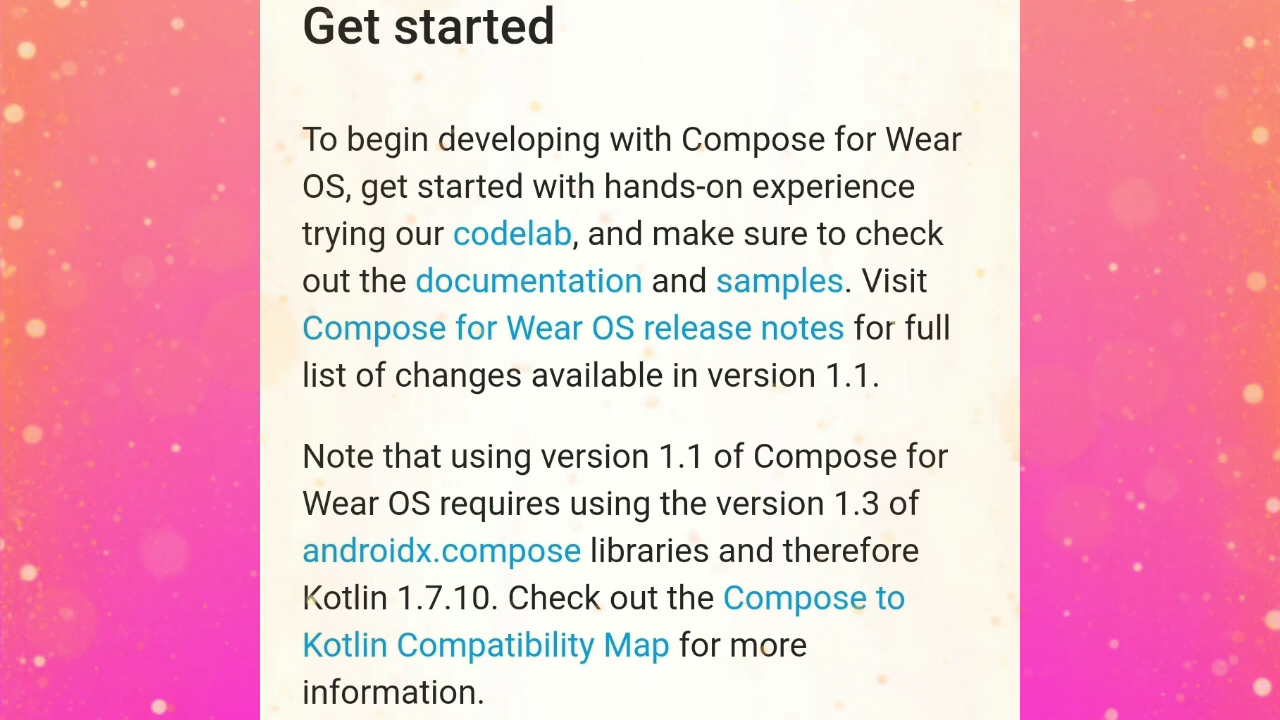 Get started
To begin developing with Compose for Wear
OS, get started with hands-on experience
trying our codelab, and make sure to check
out the documentation and samples. Visit
Compose for Wear OS release notes for full
list of changes available in version 1.1.
Note that using version 1.1 of Compose for
Wear OS requires using the version 1.3 of
androidx.compose libraries and therefore
Kotlin 1.7.10. Check out the Compose to
Kotlin Compatibility Map for more
information.